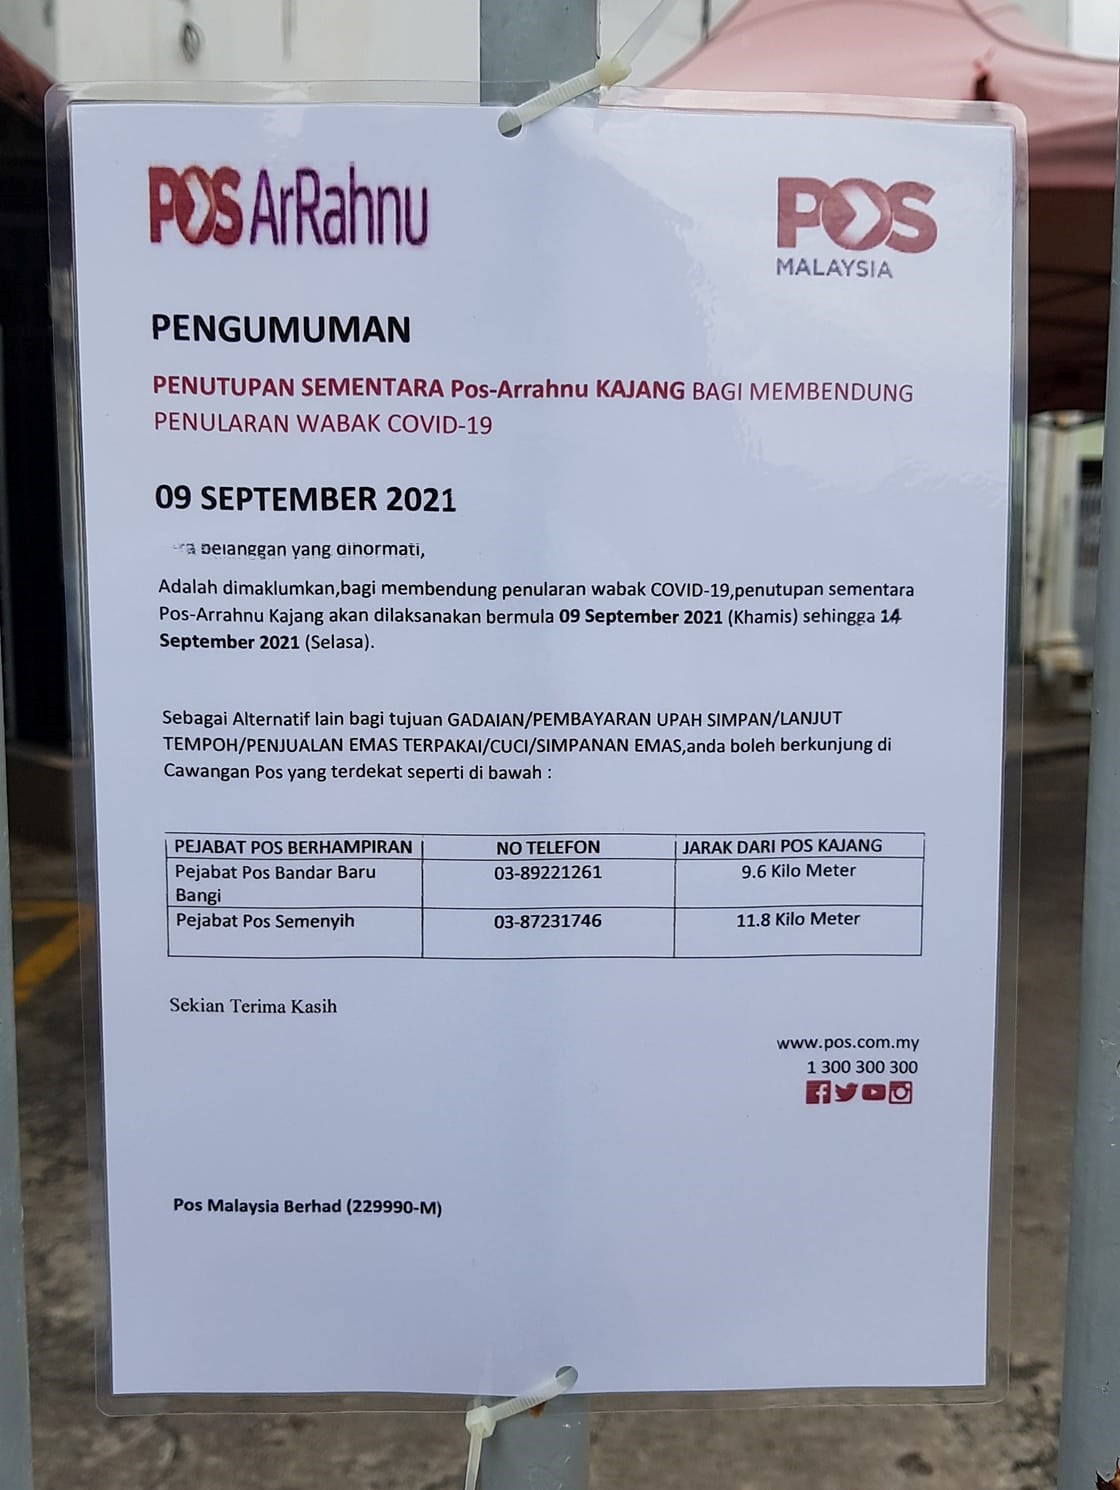 POS ArRahnu
POS
MALAYSIA
PENGUMUMAN
PENUTUPAN SEMENTARA Pos-Arrahnu KAJANG BAGI MEMBENDUNG
PENULARAN WABAK COVID-19
09 SEPTEMBER 2021
pelanggan yang dihormati,
Adalah dimaklumkan,bagi membendung penularan wabak COVID-19,penutupan sementara
Pos-Arrahnu Kajang akan dilaksanakan bermula 09 September 2021 (Khamis) sehingga 14
September 2021 (Selasa).
Sebagai Alternatif lain bagi tujuan GADAIAN/PEMBAYARAN UPAH SIMPAN/LANJUT
TEMPOH/PENJUALAN EMAS TERPAKAI/CUCI/SIMPANAN EMAS,anda boleh berkunjung di
Cawangan Pos yang terdekat seperti di bawah :
PEJABAT POS BERHAMPIRAN NO TELEFON JARAK DARI POS KAJANG
Pejabat Pos Bandar Baru 03-89221261 9.6 Kilo Meter
Bangi
Pejabat Pos Semenyih 03-87231746 11.8 Kilo Meter
Sekian Terima Kasih
www.pos.com.my
1 300 300 300
Pos Malaysia Berhad (229990-M)